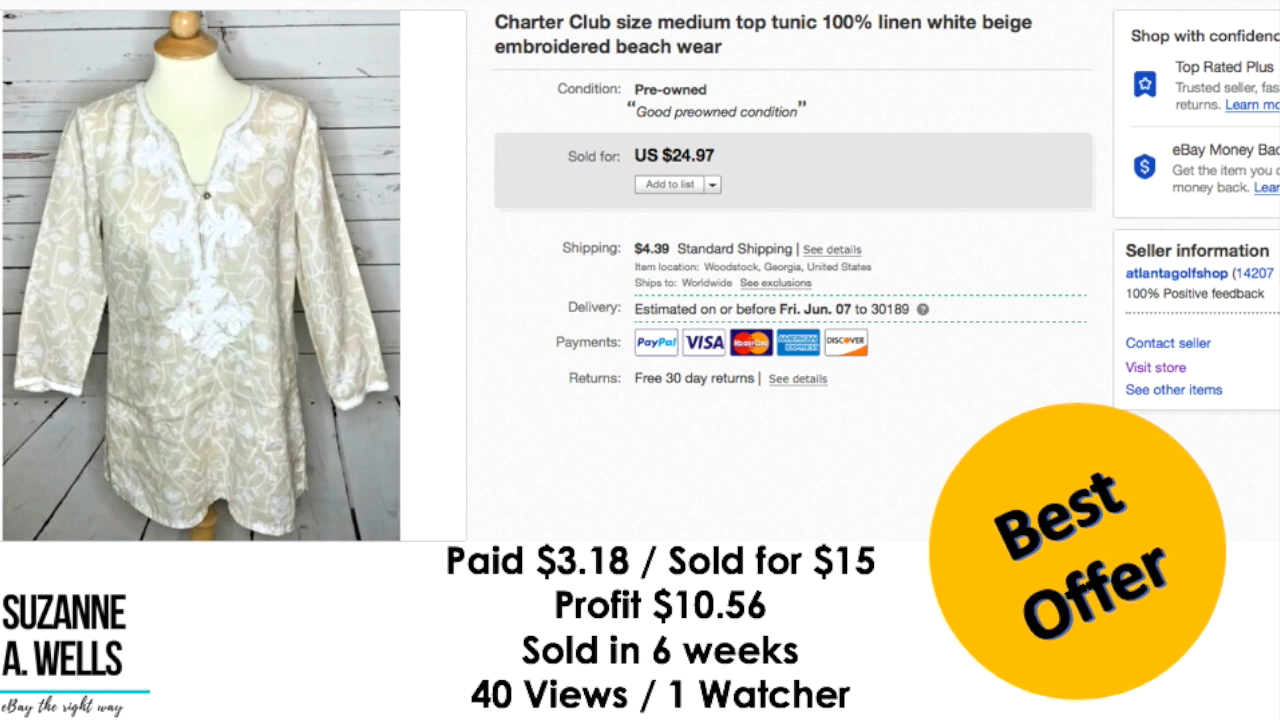 Charter Club size medium top tunic 100% linen white beige
embroidered beach wear
Condition: Pre-owned
“Good preowned condition”
Sold for: US $24.97
Add to list
Shipping: $4.39 Standard Shipping | See details
Item location: Woodstock, Georgia, United States
Ships to: Worldwide See exclusions
Delivery: Estimated on or before Fri. Jun. 07 to 30189 ?
Payments: PayPal VISA MasterCard AMERICAN EXPRESS DISCOVER
Returns: Free 30 day returns | See details
Shop with confidenc
Top Rated Plus
Trusted seller, fas
returns. Learn mo
eBay Money Bac
Get the item you o
money back. Lear
Seller information
atlantagolfshop (14207
100% Positive feedback
Contact seller
Visit store
See other items
Best
Offer
Paid $3.18 / Sold for $15
Profit $10.56
Sold in 6 weeks
40 Views / 1 Watcher
SUZANNE
A. WELLS
eBay the right way